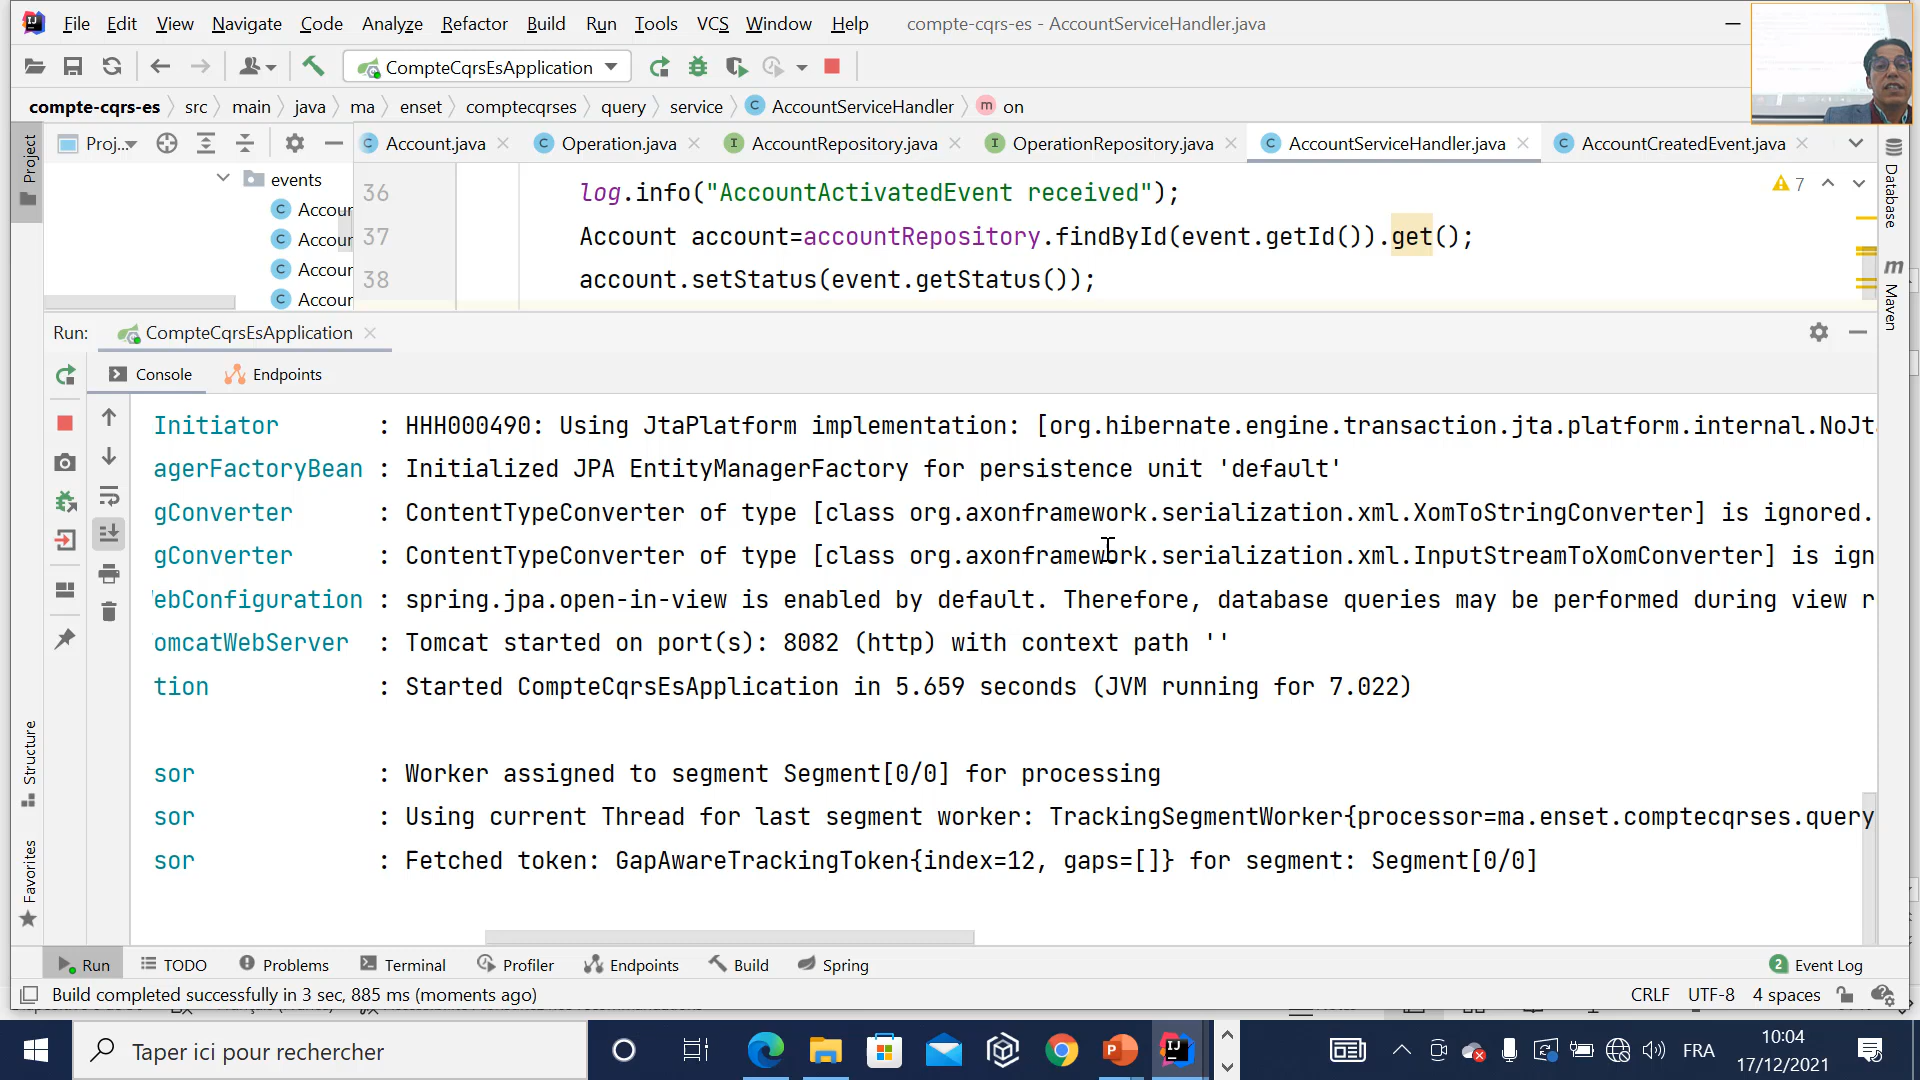 File Edit View Navigate Code Analyze Refactor Build Run Tools VCS Window Help compte-cqrs-es - AccountServiceHandler.java
CompteCqrsEsApplication
compte-cqrs-es src main java ma enset comptecqrses query service AccountServiceHandler on
Project
Proj... Account.java Operation.java AccountRepository.java OperationRepository.java AccountServiceHandler.java AccountCreatedEvent.java
events
Accour
Accour
Accour
Accour
36 log.info("AccountActivatedEvent received");
37 Account account=accountRepository.findById(event.getId()).get();
38 account.setStatus(event.getStatus());
7
Database
Maven
Run: CompteCqrsEsApplication
Console Endpoints
Initiator : HHH000490: Using JtaPlatform implementation: [org.hibernate.engine.transaction.jta.platform.internal.NoJt
agerFactoryBean : Initialized JPA EntityManagerFactory for persistence unit 'default'
gConverter : ContentTypeConverter of type [class org.axonframework.serialization.xml.XomToStringConverter] is ignored.
gConverter : ContentTypeConverter of type [class org.axonframework.serialization.xml.InputStreamToXomConverter] is ign
ebConfiguration : spring.jpa.open-in-view is enabled by default. Therefore, database queries may be performed during view r
omcatWebServer : Tomcat started on port(s): 8082 (http) with context path ''
tion : Started CompteCqrsEsApplication in 5.659 seconds (JVM running for 7.022)
sor : Worker assigned to segment Segment[0/0] for processing
sor : Using current Thread for last segment worker: TrackingSegmentWorker{processor=ma.enset.comptecqrses.query
sor : Fetched token: GapAwareTrackingToken{index=12, gaps=[]} for segment: Segment[0/0]
Structure
Favorites
Run TODO Problems Terminal Profiler Endpoints Build Spring 2 Event Log
Build completed successfully in 3 sec, 885 ms (moments ago) CRLF UTF-8 4 spaces
Taper ici pour rechercher
FRA
10:04
17/12/2021